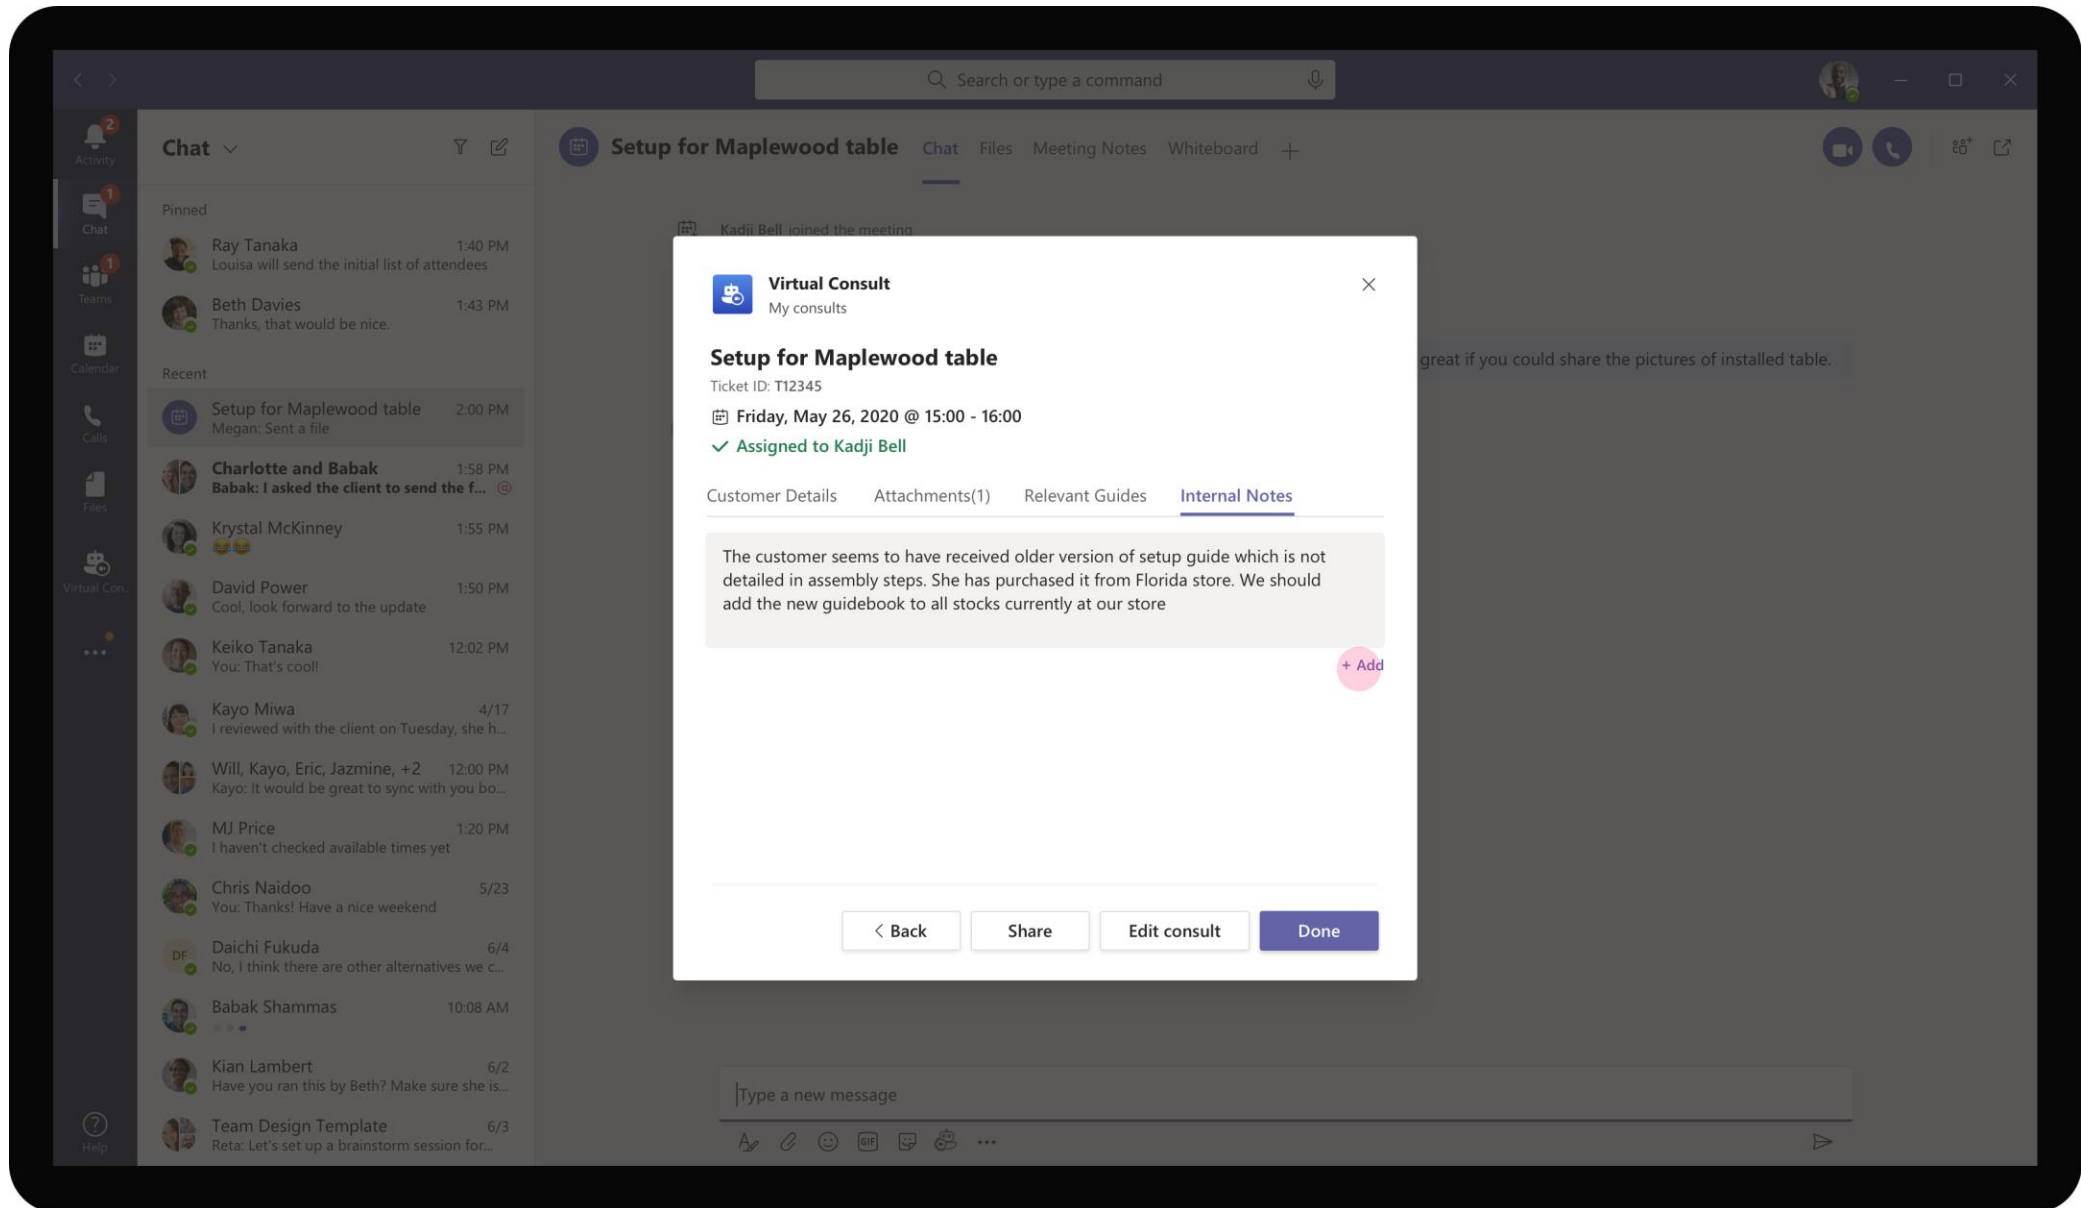 Search or type a command
2
Activity
Chat
Setup for Maplewood table
Chat
Files
Meeting Notes
Whiteboard
1
Chat
Pinned
Kadji Bell joined the meeting
Ray Tanaka
1:40 PM
Louisa will send the initial list of attendees
1
Teams
Beth Davies
1:43 PM
Thanks, that would be nice.
Calendar
Recent
Setup for Maplewood table
2:00 PM
Megan: Sent a file
Calls
Charlotte and Babak
1:58 PM
Babak: I asked the client to send the f...
@
Files
Krystal McKinney
1:55 PM
Virtual Con..
David Power
1:50 PM
Cool, look forward to the update
Keiko Tanaka
12:02 PM
You: That's cool!
Kayo Miwa
4/17
I reviewed with the client on Tuesday, she h...
Will, Kayo, Eric, Jazmine, +2
12:00 PM
Kayo: It would be great to sync with you bo...
MJ Price
1:20 PM
I haven't checked available times yet
Chris Naidoo
5/23
You: Thanks! Have a nice weekend
DF
Daichi Fukuda
6/4
No, I think there are other alternatives we c...
Babak Shammas
10:08 AM
Kian Lambert
6/2
Have you ran this by Beth? Make sure she is...
Help
Team Design Template
6/3
Reta: Let's set up a brainstorm session for...
Virtual Consult
My consults
Setup for Maplewood table
Ticket ID: T12345
Friday, May 26, 2020 @ 15:00 - 16:00
Assigned to Kadji Bell
Customer Details
Attachments(1)
Relevant Guides
Internal Notes
The customer seems to have received older version of setup guide which is not
detailed in assembly steps. She has purchased it from Florida store. We should
add the new guidebook to all stocks currently at our store
+ Add
< Back
Share
Edit consult
Done
great if you could share the pictures of installed table.
Type a new message
GIF